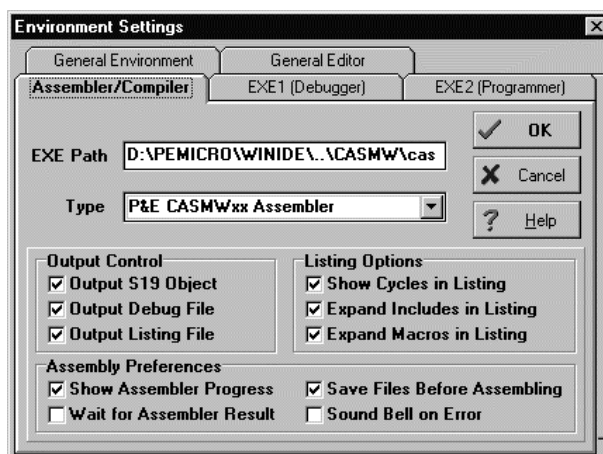 Environment Settings
General Environment General Editor
Assembler/Compiler EXE1 (Debugger) EXE2 (Programmer)
EXE Path D:\PEMICRO\WINIDE\..\CASMW\cas
OK
Cancel
Type P&E CASMWxx Assembler
Help
Output Control
Output S19 Object
Output Debug File
Output Listing File
Listing Options
Show Cycles in Listing
Expand Includes in Listing
Expand Macros in Listing
Assembly Preferences
Show Assembler Progress
Wait for Assembler Result
Save Files Before Assembling
Sound Bell on Error